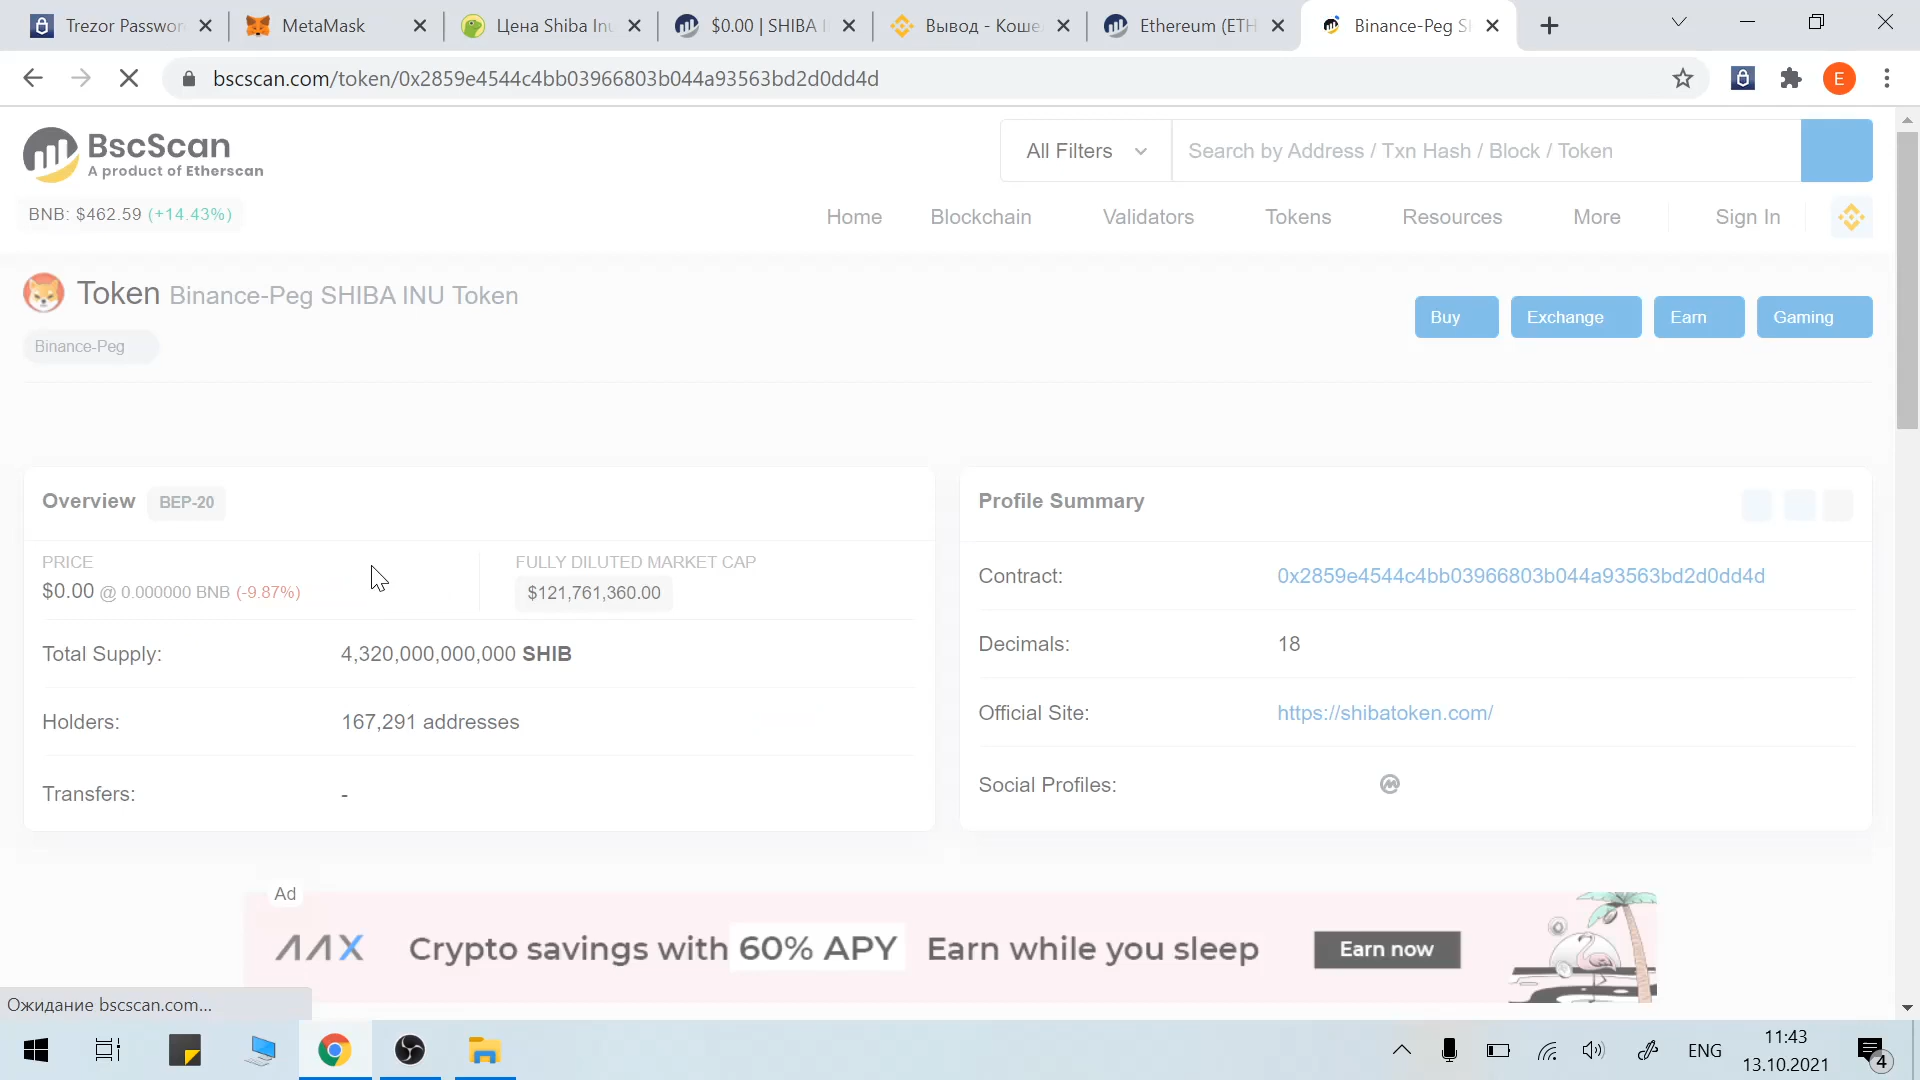 Trezor Passwor
MetaMask
Цена Shiba Inu
$0.00 | SHIBA I
Вывод - Коше
Ethereum (ETH
Binance-Peg SH
bscscan.com/token/0x2859e4544c4bb03966803b044a93563bd2d0dd4d
E
BscScan
A product of Etherscan
All Filters
Search by Address / Txn Hash / Block / Token
BNB: $462.59 (+14.43%)
Home
Blockchain
Validators
Tokens
Resources
More
Sign In
Token Binance-Peg SHIBA INU Token
Binance-Peg
Buy
Exchange
Earn
Gaming
Overview BEP-20
PRICE
$0.00 @ 0.000000 BNB (-9.87%)
FULLY DILUTED MARKET CAP
$121,761,360.00
Total Supply: 4,320,000,000,000 SHIB
Holders: 167,291 addresses
Transfers: -
Profile Summary
Contract: 0x2859e4544c4bb03966803b044a93563bd2d0dd4d
Decimals: 18
Official Site: https://shibatoken.com/
Social Profiles:
Ad
AAX Crypto savings with 60% APY Earn while you sleep Earn now
Ожидание bscscan.com...
ENG
11:43
13.10.2021
4